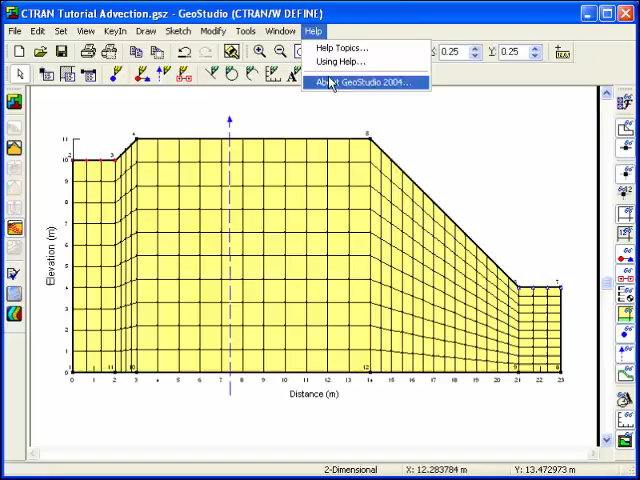 CTRAN Tutorial Advection.gsz - GeoStudio (CTRAN/W DEFINE)
File Edit Set View KeyIn Draw Sketch Modify Tools Window Help
Help Topics...
Using Help...
About GeoStudio 2004...
0.25 0.25
A
Elevation (m)
11
10
9
8
7
6
5
4
3
2
1
0
0 1 2 3 4 5 6 7 8 9 10 11 12 13 14 15 16 17 18 19 20 21 22 23
Distance (m)
2-Dimensional X: 12.283784 m Y: 13.472973 m